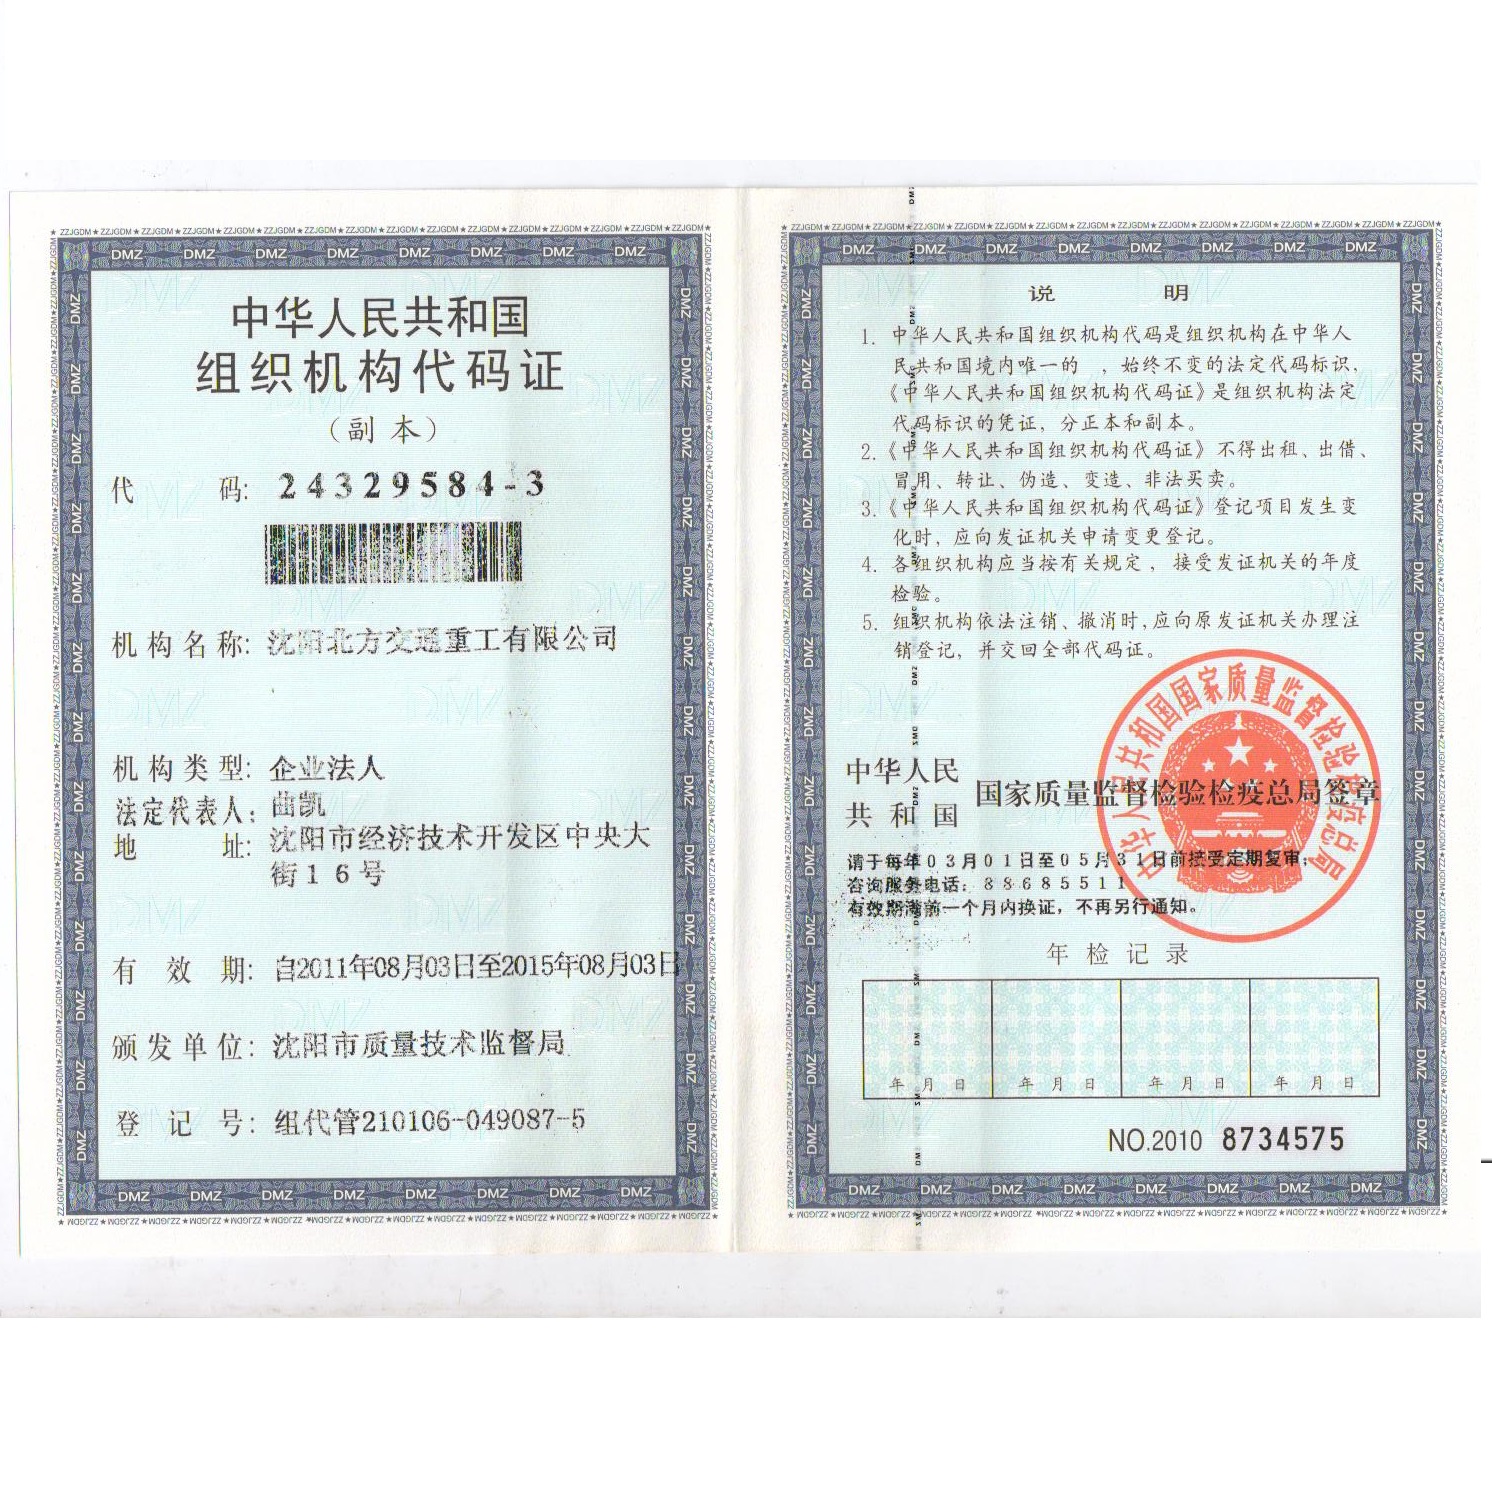 中华人民共和国
组织机构代码证
（副本）
代 码: 24329584-3
机构名称: 沈阳北方交通重工有限公司
机构类型: 企业法人
法定代表人: 曲凯
地 址: 沈阳市经济技术开发区中央大
街16号
有 效 期: 自2011年08月03日至2015年08月03日
颁发单位: 沈阳市质量技术监督局
登 记 号: 组代管210106-049087-5
说 明
1. 中华人民共和国组织机构代码是组织机构在中华人
民共和国境内唯一的 ，始终不变的法定代码标识，
《中华人民共和国组织机构代码证》是组织机构法定
代码标识的凭证，分正本和副本。
2.《中华人民共和国组织机构代码证》不得出租、出借、
冒用、转让、伪造、变造、非法买卖。
3.《中华人民共和国组织机构代码证》登记项目发生变
化时，应向发证机关申请变更登记。
4. 各组织机构应当按有关规定，接受发证机关的年度
检验。
5. 组织机构依法注销、撤消时，应向原发证机关办理注
销登记，并交回全部代码证。
中华人民
共和国
国家质量监督检验检疫总局签章
中华人民共和国国家质量监督检验检疫总局
请于每年03月01日至05月31日前接受定期复审；
咨询服务电话：88685511
有效期满前一个月内换证，不再另行通知。
年检记录
年 月 日 年 月 日 年 月 日 年 月 日
NO.2010 8734575